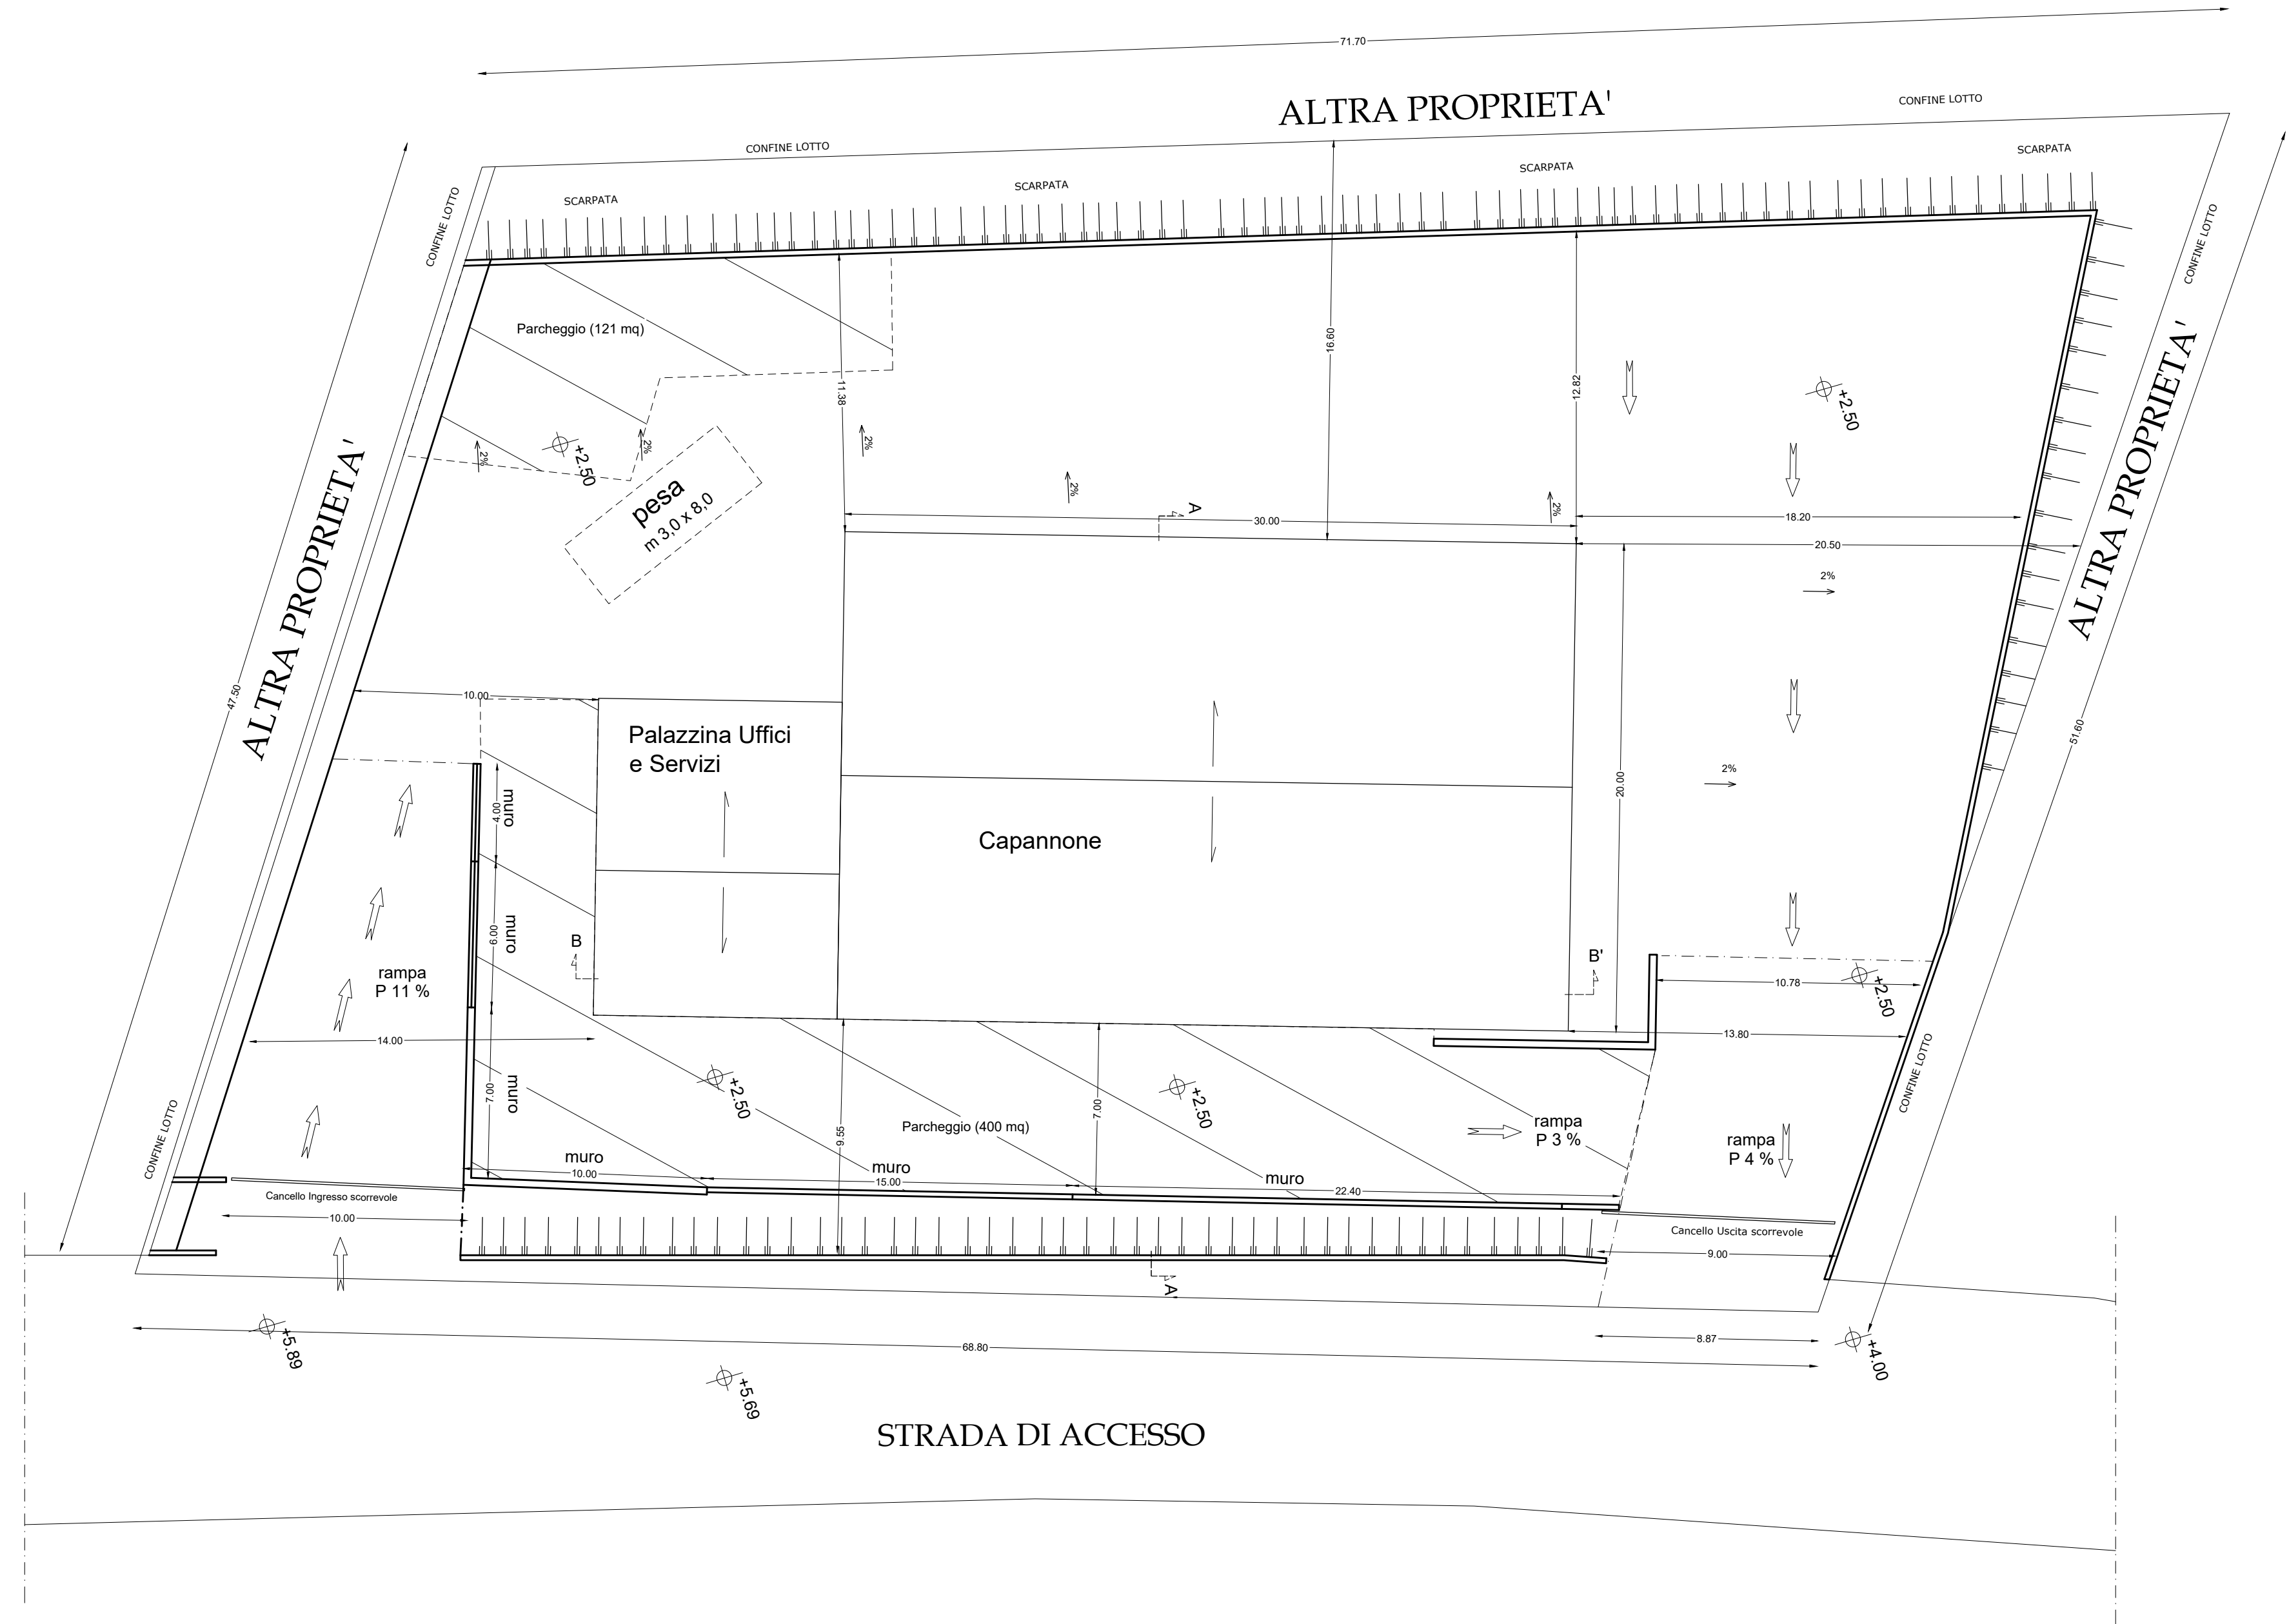 71.70
ALTRA PROPRIETA'
CONFINE LOTTO
CONFINE LOTTO
SCARPATA
SCARPATA
SCARPATA
SCARPATA
CONFINE LOTTO
CONFINE LOTTO
Parcheggio (121 mq)
16.60
11.38
12.82
+2.50
+2.50
2%
2%
2%
2%
2%
pesa
m 3,0 x 8,0
A
30.00
18.20
20.50
2%
ALTRA PROPRIETA'
ALTRA PROPRIETA'
47.50
51.60
10.00
Palazzina Uffici
e Servizi
4.00
muro
20.00
2%
Capannone
6.00
muro
B
B'
rampa
P 11 %
10.78
+2.50
14.00
13.80
7.00
muro
+2.50
+2.50
7.00
9.55
Parcheggio (400 mq)
rampa
P 3 %
rampa
P 4 %
CONFINE LOTTO
CONFINE LOTTO
muro
10.00
muro
15.00
muro
22.40
Cancello Ingresso scorrevole
10.00
Cancello Uscita scorrevole
9.00
A
+5.89
68.80
8.87
+4.00
+5.69
STRADA DI ACCESSO